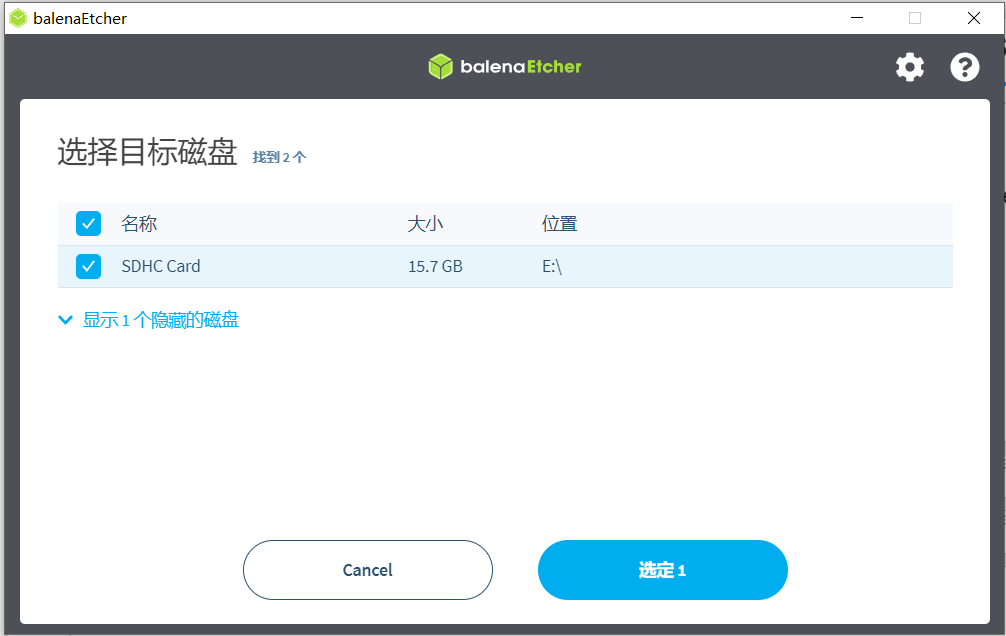 balenaEtcher
balenaEtcher
选择目标磁盘 找到 2 个
名称 大小 位置
SDHC Card 15.7 GB E:\
显示 1 个隐藏的磁盘
Cancel 选定 1